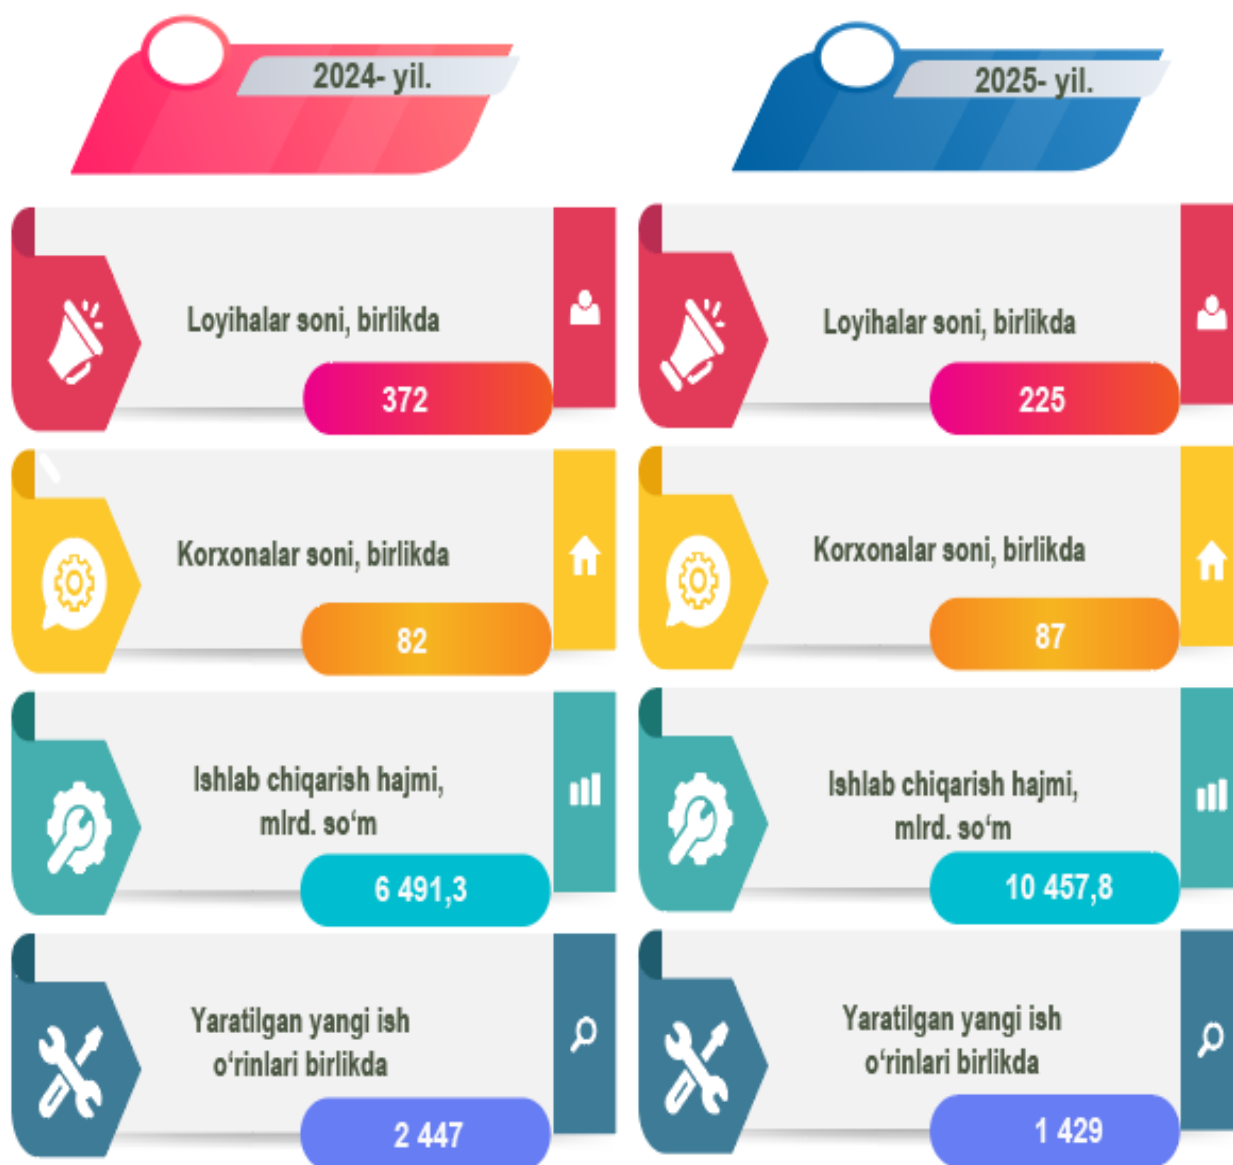 2024- yil.
Loyihalar soni, birlikda
372
Korxonalar soni, birlikda
82
Ishlab chiqarish hajmi,
mlrd. so‘m
6 491,3
Yaratilgan yangi ish
o‘rinlari birlikda
2 447
2025- yil.
Loyihalar soni, birlikda
225
Korxonalar soni, birlikda
87
Ishlab chiqarish hajmi,
mlrd. so‘m
10 457,8
Yaratilgan yangi ish
o‘rinlari birlikda
1 429